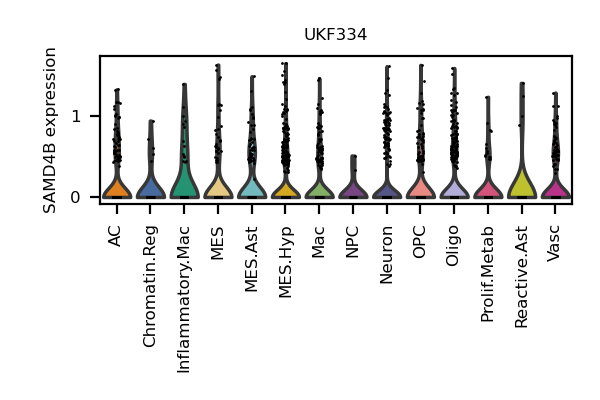 UKF334
SAMD4B expression
1
0
AC
Chromatin.Reg
Inflammatory.Mac
MES
MES.Ast
MES.Hyp
Mac
NPC
Neuron
OPC
Oligo
Prolif.Metab
Reactive.Ast
Vasc